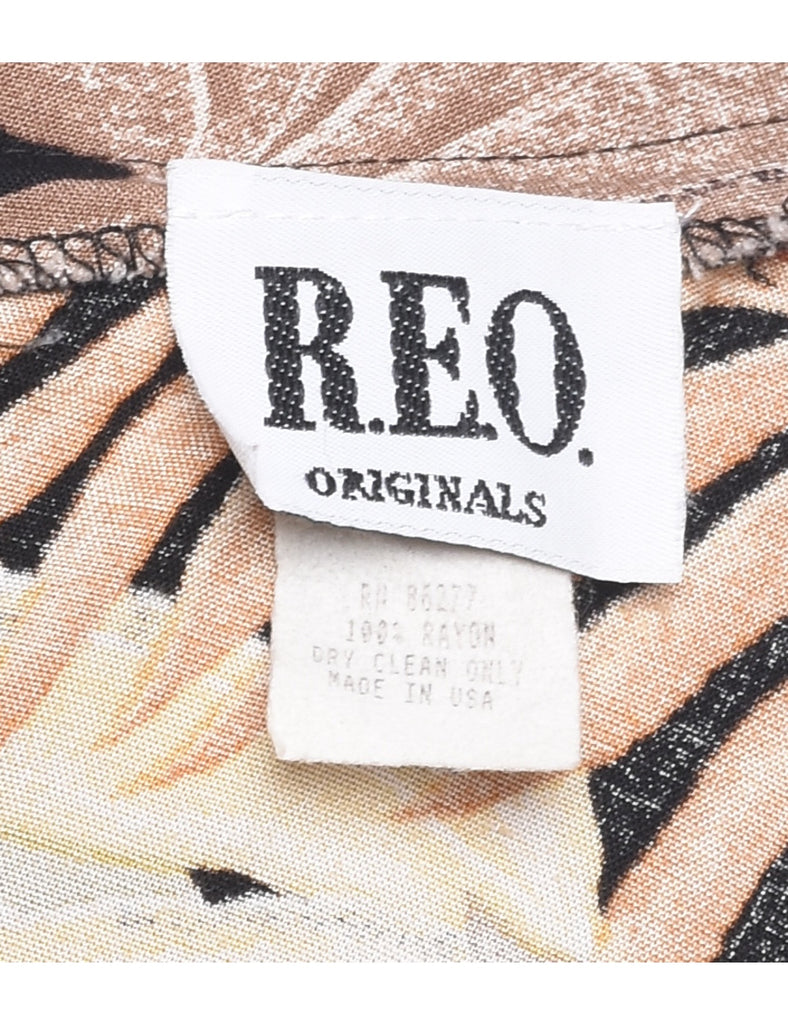 R.E.O.
ORIGINALS
RN 86277
100% RAYON
DRY CLEAN ONLY
MADE IN USA